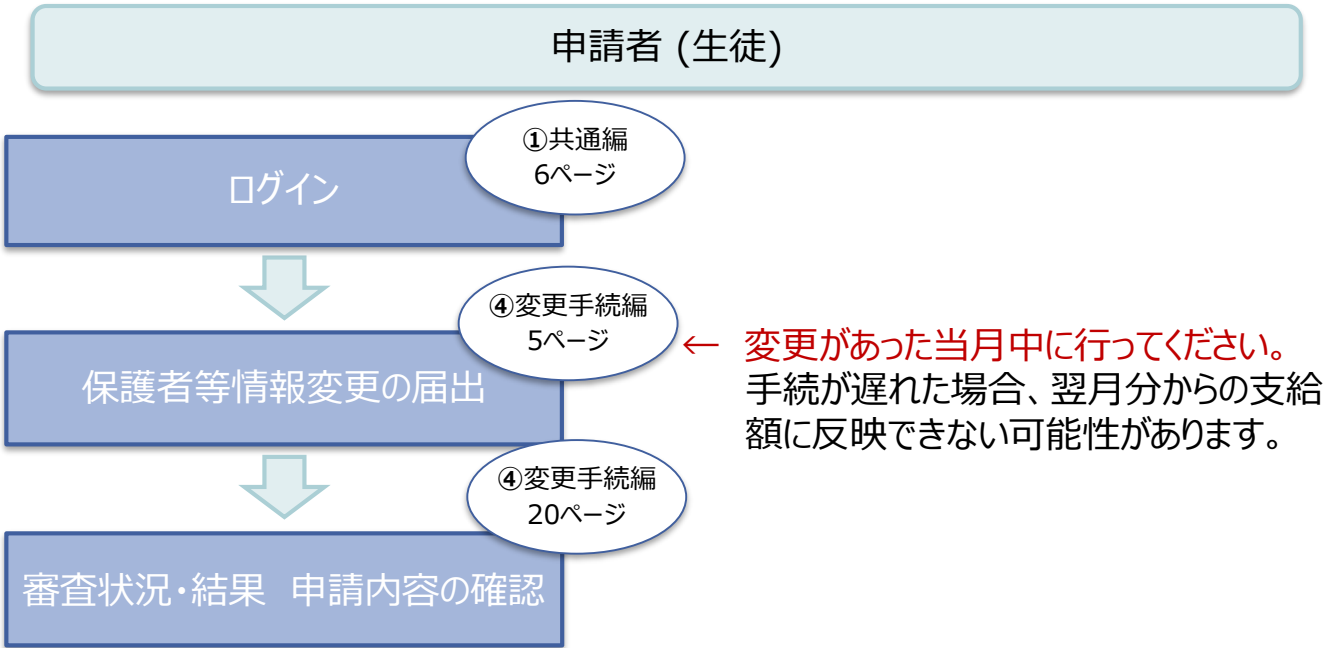 申請者 (生徒)
①共通編
6ページ
ログイン
④変更手続編
5ページ
保護者等情報変更の届出
← 変更があった当月中に行ってください。
手続が遅れた場合、翌月分からの支給
額に反映できない可能性があります。
④変更手続編
20ページ
審査状況・結果　申請内容の確認